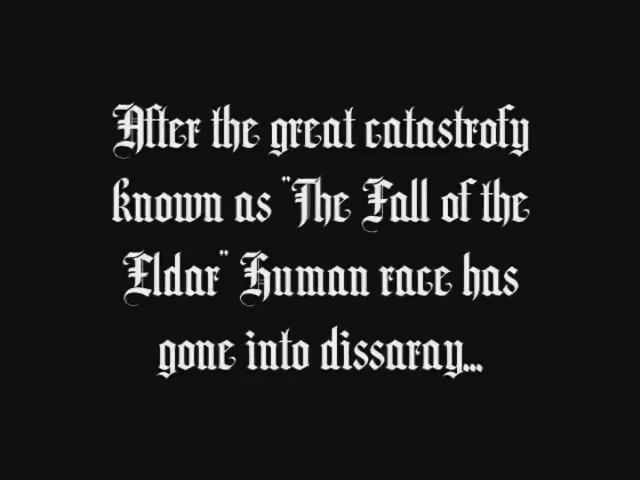 After the great catastrofy
known as "The Fall of the
Eldar" Human race has
gone into dissaray...